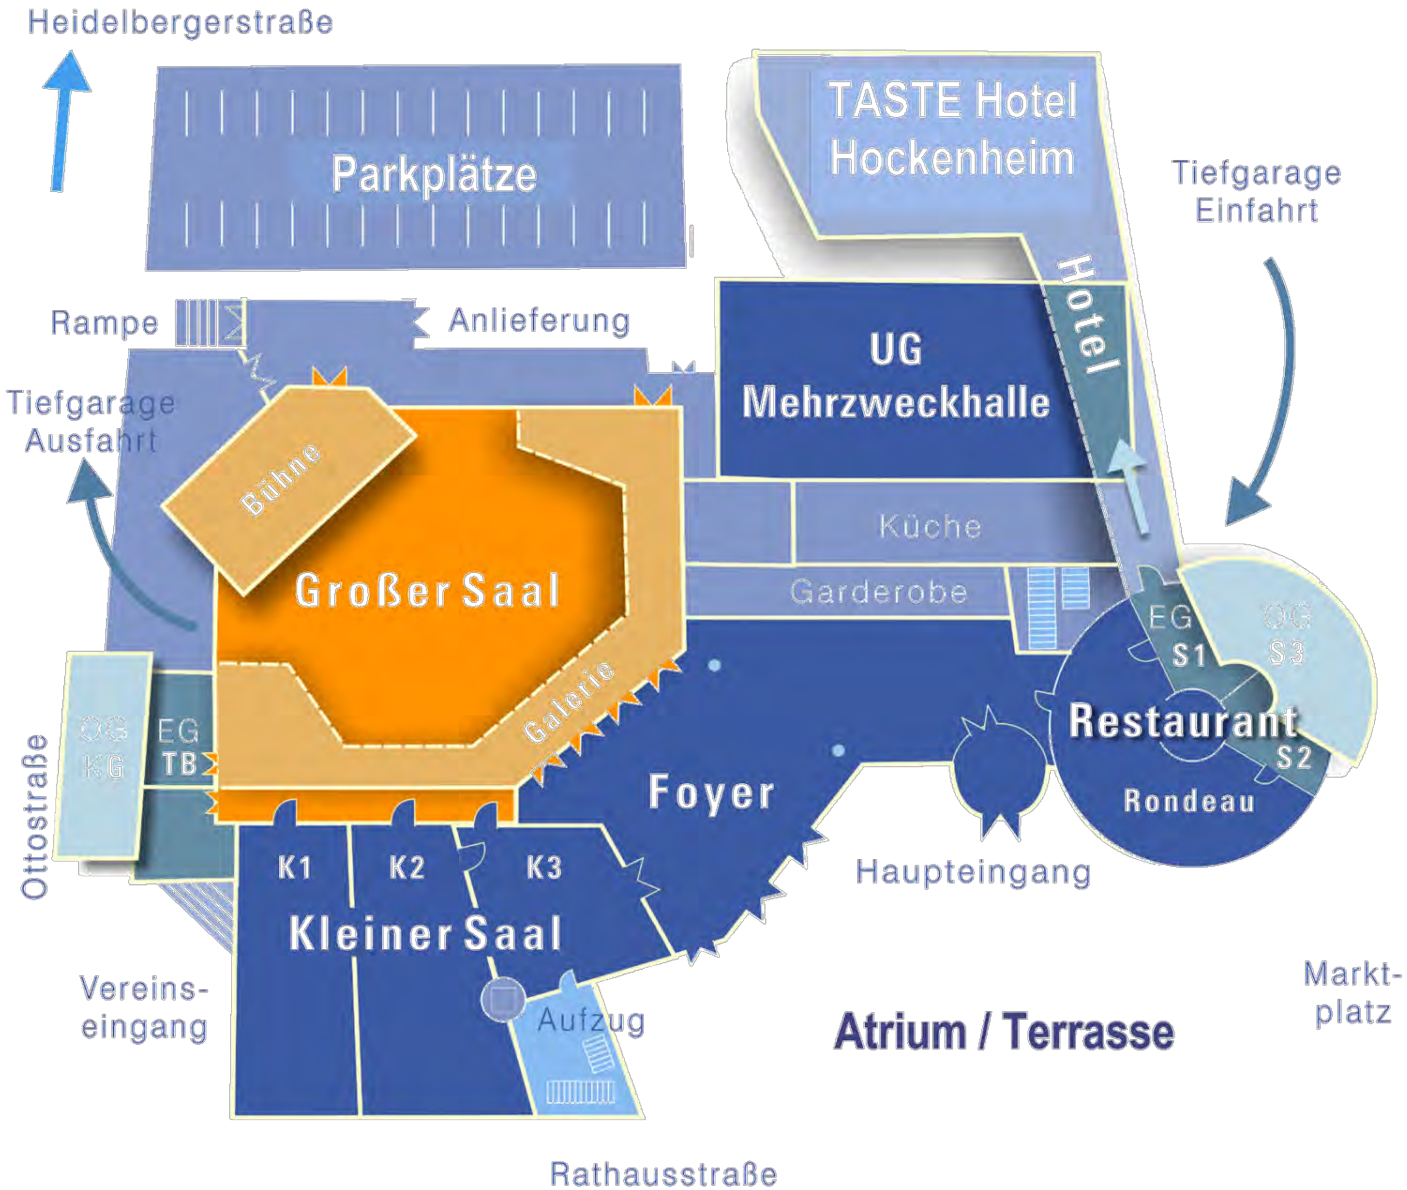 Heidelbergerstraße
Parkplätze
TASTE Hotel
Hockenheim
Tiefgarage
Einfahrt
Rampe
Anlieferung
Hotel
UG
Mehrzweckhalle
Tiefgarage
Ausfahrt
Bühne
Großer Saal
Galerie
Küche
Garderobe
EG
S1
OG
S3
Restaurant
S2
Rondeau
OG
KG
EG
TB
Ottostraße
Foyer
Haupteingang
K1
K2
K3
Kleiner Saal
Vereins-
eingang
Aufzug
Atrium / Terrasse
Markt-
platz
Rathausstraße